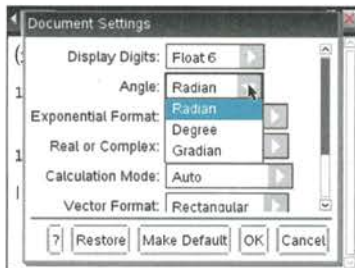 Document Settings
Display Digits: Float 6
Angle: Radian
Radian
Exponential Format:
Degree
Real or Complex:
Gradian
Calculation Mode: Auto
Vector Format: Rectangular
? Restore Make Default OK Cancel